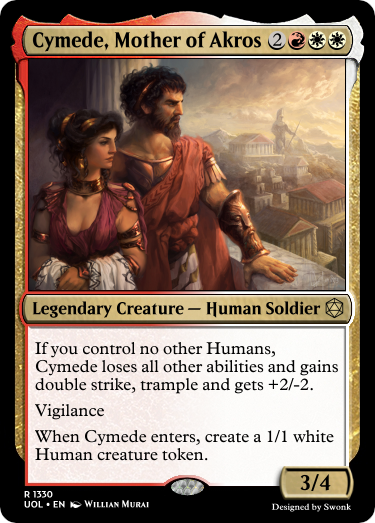 Cymede, Mother of Akros 2
Legendary Creature — Human Soldier
If you control no other Humans,
Cymede loses all other abilities and gains
double strike, trample and gets +2/-2.
Vigilance
When Cymede enters, create a 1/1 white
Human creature token.
3/4
R 1330
UOL • EN Willian Murai
Designed by Swonk